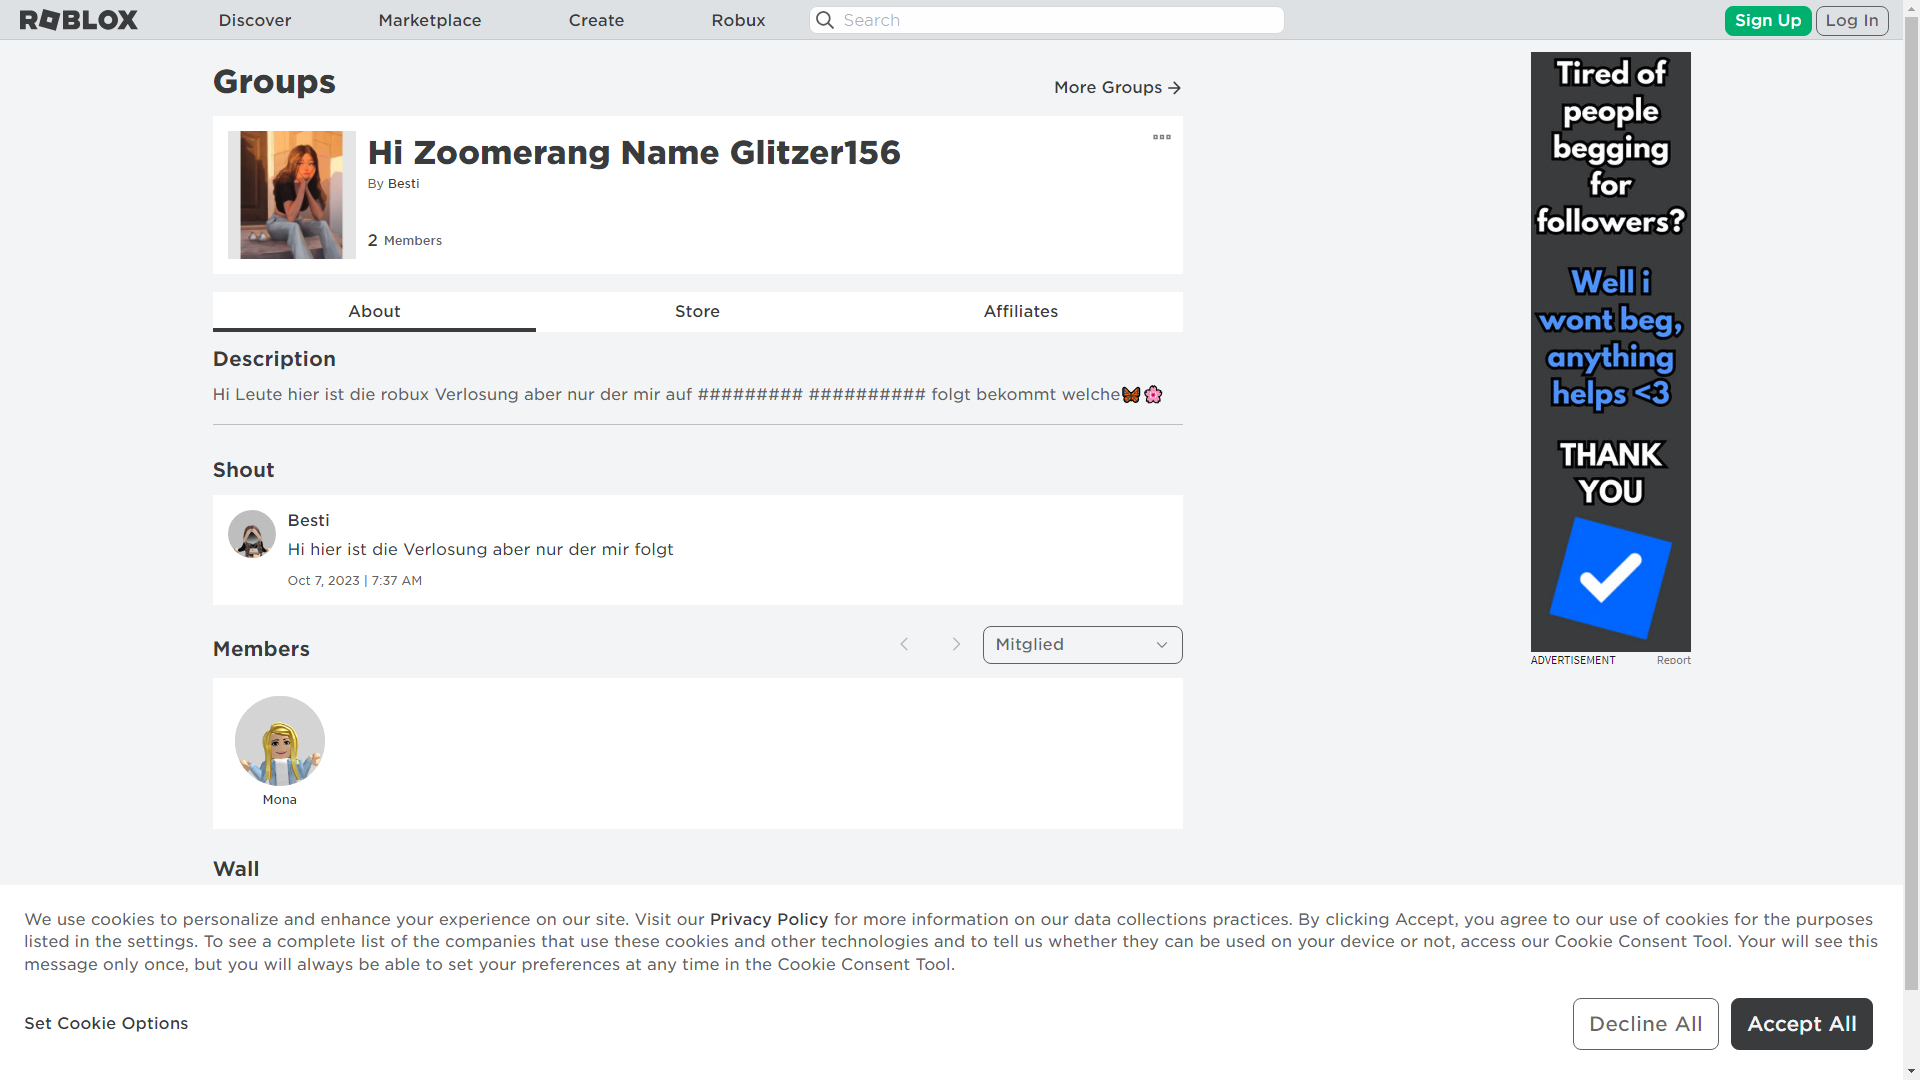 ROBLOX Discover Marketplace Create Robux Search Sign Up Log In
Groups
More Groups
Hi Zoomerang Name Glitzer156
By Besti
2 Members
About Store Affiliates
Description
Hi Leute hier ist die robux Verlosung aber nur der mir auf ######### ########## folgt bekommt welche🦋🌸
Shout
Besti
Hi hier ist die Verlosung aber nur der mir folgt
Oct 7, 2023 | 7:37 AM
Members
Mitglied
Mona
Wall
Tired of
people
begging
for
followers?
Well i
wont beg,
anything
helps <3
THANK
YOU
ADVERTISEMENT Report
We use cookies to personalize and enhance your experience on our site. Visit our Privacy Policy for more information on our data collections practices. By clicking Accept, you agree to our use of cookies for the purposes
listed in the settings. To see a complete list of the companies that use these cookies and other technologies and to tell us whether they can be used on your device or not, access our Cookie Consent Tool. Your will see this
message only once, but you will always be able to set your preferences at any time in the Cookie Consent Tool.
Set Cookie Options
Decline All
Accept All